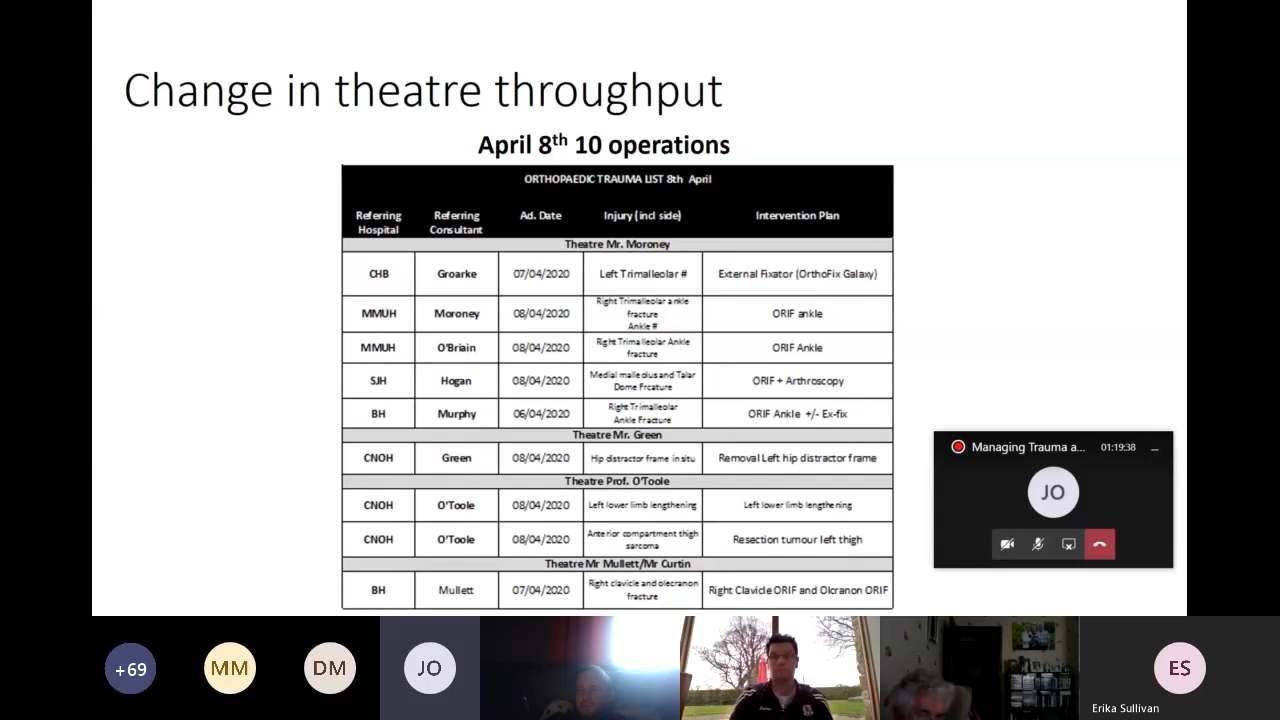 Change in theatre throughput
April 8th 10 operations
ORTHOPAEDIC TRAUMA LIST 8th April
Referring Hospital Referring Consultant Ad. Date Injury (incl side) Intervention Plan
Theatre Mr. Moroney
CHB Groarke 07/04/2020 Left Trimalleolar # External Fixator (OrthoFix Galaxy)
MMUH Moroney 08/04/2020 Right Trimalleolar ankle fracture Ankle # ORIF ankle
MMUH O'Briain 08/04/2020 Right Trimalleolar Ankle fracture ORIF Ankle
SJH Hogan 08/04/2020 Medial malleolus and Talar Dome Frcature ORIF + Arthroscopy
BH Murphy 06/04/2020 Right Trimalleolar Ankle Fracture ORIF Ankle +/- Ex-fix
Theatre Mr. Green
CNOH Green 08/04/2020 Hip distractor frame in situ Removal Left hip distractor frame
Theatre Prof. O'Toole
CNOH O'Toole 08/04/2020 Left lower limb lengthening Left lower limb lengthening
CNOH O'Toole 08/04/2020 Anterior compartment thigh sarcoma Resection tumour left thigh
Theatre Mr Mullett/Mr Curtin
BH Mullett 07/04/2020 Right clavicle and olecranon fracture Right Clavicle ORIF and Olcranon ORIF
Managing Trauma a... 01:19:38
JO
+69 MM DM JO ES
Erika Sullivan